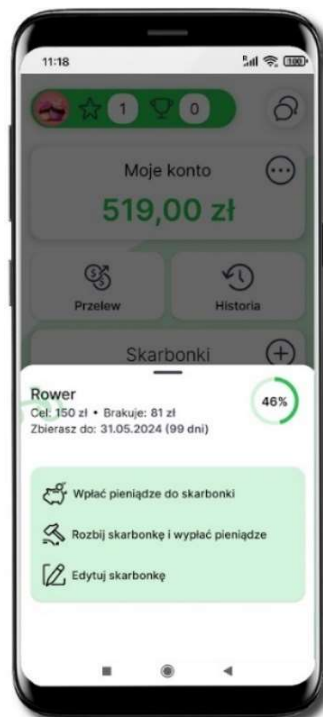 11:18
100
1
0
Moje konto
519,00 zł
Przelew
Historia
Skarbonki
Rower
46%
Cel: 150 zł • Brakuje: 81 zł
Zbierasz do: 31.05.2024 (99 dni)
Wpłać pieniądze do skarbonki
Rozbij skarbonkę i wypłać pieniądze
Edytuj skarbonkę